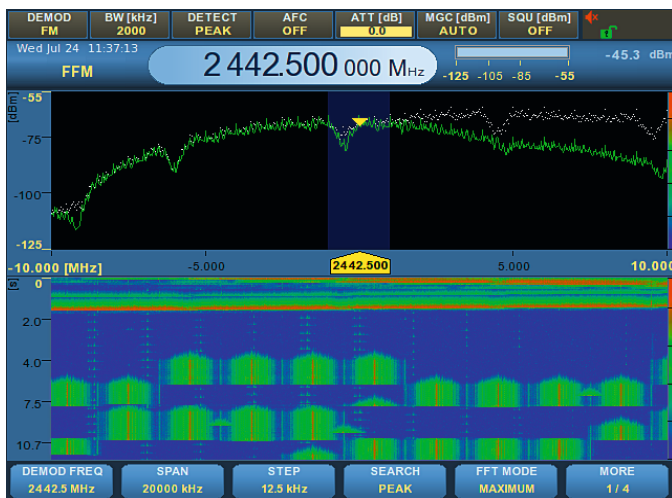 DEMOD BW [kHz] DETECT AFC ATT [dB] MGC [dBm] SQU [dBm]
FM 2000 PEAK OFF 0.0 AUTO OFF
Wed Jul 24 11:37:13
FFM
2 442.500 000 MHz
-45.3 dBm
-125 -105 -85 -55
-55
[dBm]
-75
-100
-125
-10.000 [MHz] -5.000 2442.500 5.000 10.000
[s]
0
2.0
4.0
7.5
10.7
DEMOD FREQ SPAN STEP SEARCH FFT MODE MORE
2442.5 MHz 20000 kHz 12.5 kHz PEAK MAXIMUM 1 / 4